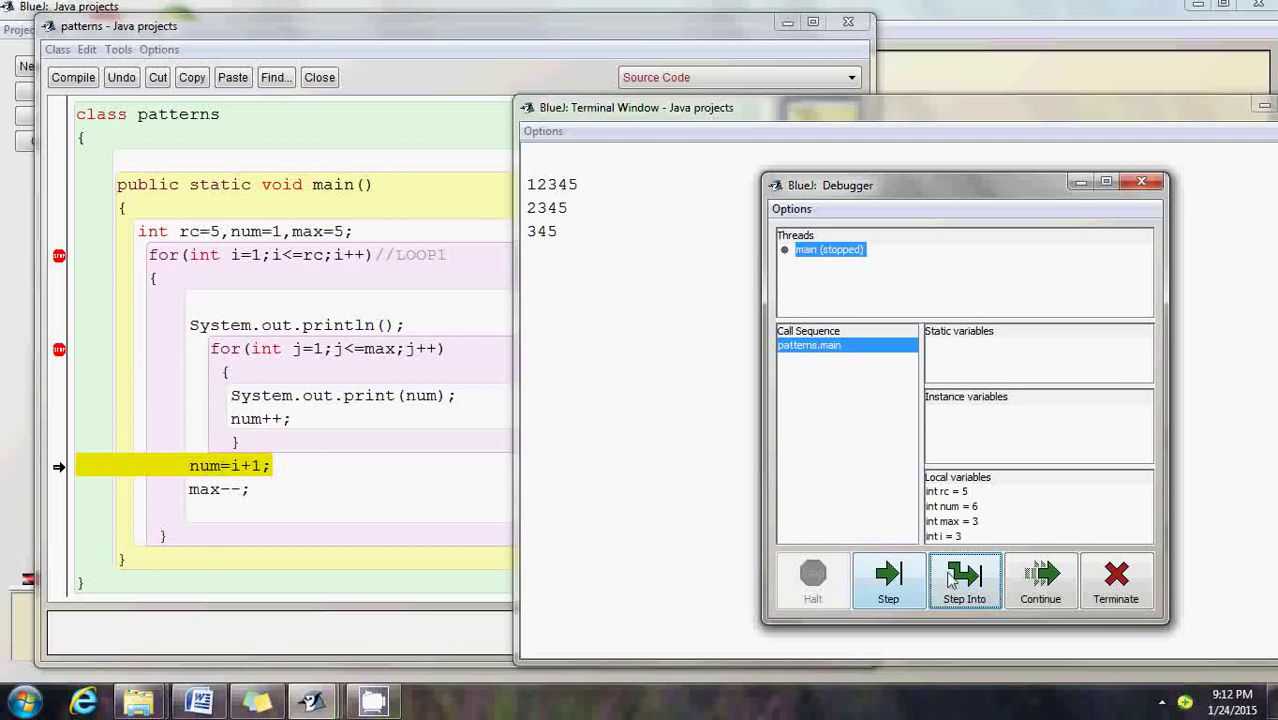 BlueJ: Java projects
Proje
Ne
patterns - Java projects
Class Edit Tools Options
Compile Undo Cut Copy Paste Find... Close Source Code
class patterns
{
public static void main()
{
int rc=5,num=1,max=5;
for(int i=1;i<=rc;i++)//LOOP1
{
System.out.println();
for(int j=1;j<=max;j++)
{
System.out.print(num);
num++;
}
num=i+1;
max--;
}
}
}
BlueJ: Terminal Window - Java projects
Options
12345
2345
345
BlueJ: Debugger
Options
Threads
main (stopped)
Call Sequence
patterns.main
Static variables
Instance variables
Local variables
int rc = 5
int num = 6
int max = 3
int i = 3
Halt Step Step Into Continue Terminate
9:12 PM
1/24/2015